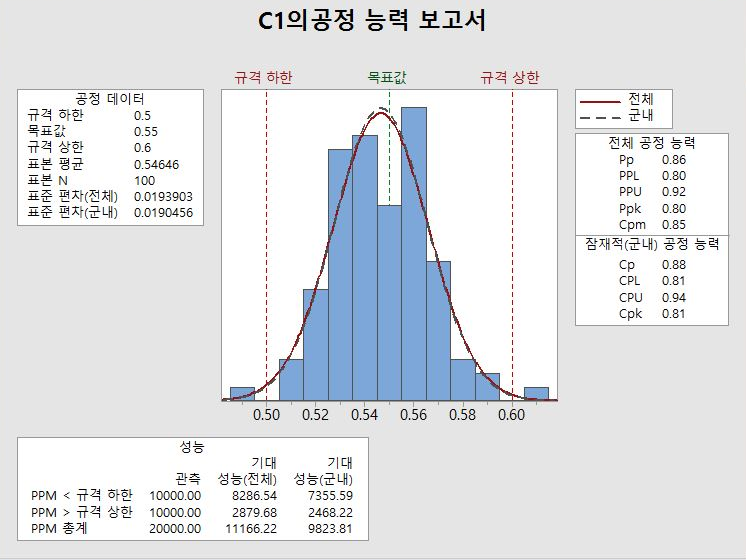 C1의공정 능력 보고서
규격 하한 목표값 규격 상한
공정 데이터
규격 하한 0.5
목표값 0.55
규격 상한 0.6
표본 평균 0.54646
표본 N 100
표준 편차(전체) 0.0193903
표준 편차(군내) 0.0190456
전체
군내
전체 공정 능력
Pp 0.86
PPL 0.80
PPU 0.92
Ppk 0.80
Cpm 0.85
잠재적(군내) 공정 능력
Cp 0.88
CPL 0.81
CPU 0.94
Cpk 0.81
0.50 0.52 0.54 0.56 0.58 0.60
성능
기대 기대
관측 성능(전체) 성능(군내)
PPM < 규격 하한 10000.00 8286.54 7355.59
PPM > 규격 상한 10000.00 2879.68 2468.22
PPM 총계 20000.00 11166.22 9823.81